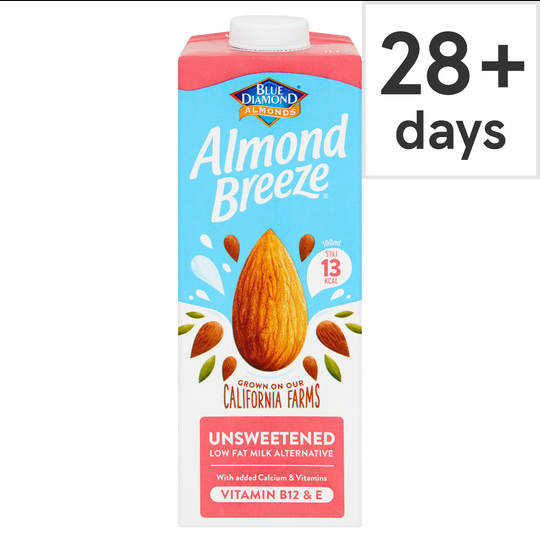 28+
days
BLUE
DIAMOND
ALMONDS
Almond
Breeze®
100ml
53kJ
13
KCAL
GROWN ON OUR
CALIFORNIA FARMS
UNSWEETENED
LOW FAT MILK ALTERNATIVE
With added Calcium & Vitamins
VITAMIN B12 & E